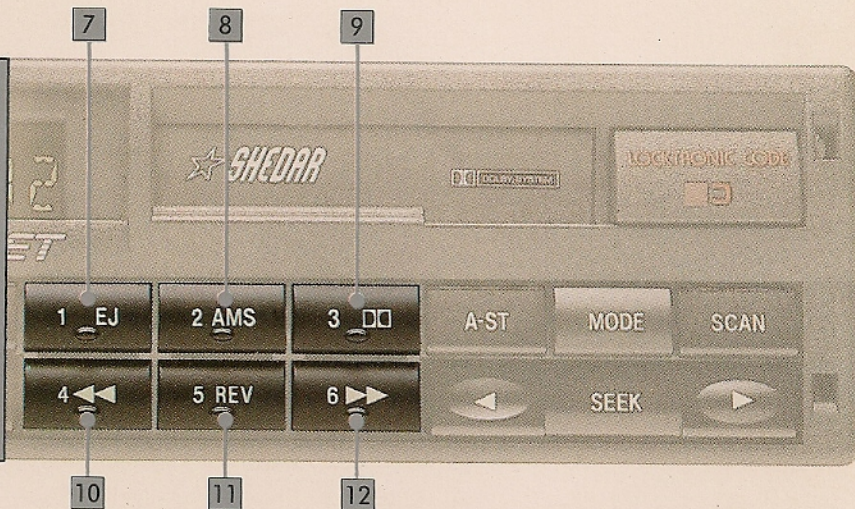 7 8 9
☆ SHEDAR
DOLBY SYSTEM
LOCKTRONIC CODE
1 EJ 2 AMS 3 A-ST MODE SCAN
4 ◀◀ 5 REV 6 ▶▶ ◀ SEEK ▶
10 11 12